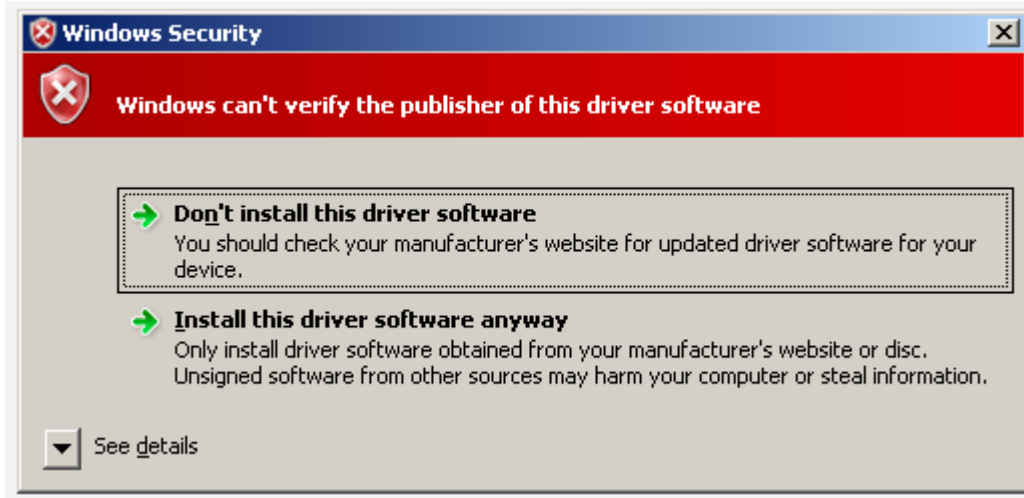 Windows Security
Windows can't verify the publisher of this driver software
Don't install this driver software
You should check your manufacturer's website for updated driver software for your
device.
Install this driver software anyway
Only install driver software obtained from your manufacturer's website or disc.
Unsigned software from other sources may harm your computer or steal information.
See details